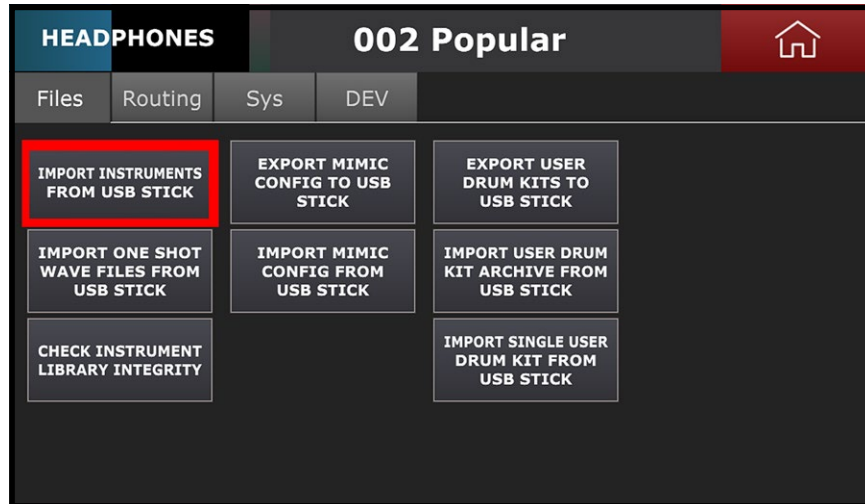 HEADPHONES
002 Popular
Files
Routing
Sys
DEV
IMPORT INSTRUMENTS
FROM USB STICK
EXPORT MIMIC
CONFIG TO USB
STICK
EXPORT USER
DRUM KITS TO
USB STICK
IMPORT ONE SHOT
WAVE FILES FROM
USB STICK
IMPORT MIMIC
CONFIG FROM
USB STICK
IMPORT USER DRUM
KIT ARCHIVE FROM
USB STICK
CHECK INSTRUMENT
LIBRARY INTEGRITY
IMPORT SINGLE USER
DRUM KIT FROM
USB STICK